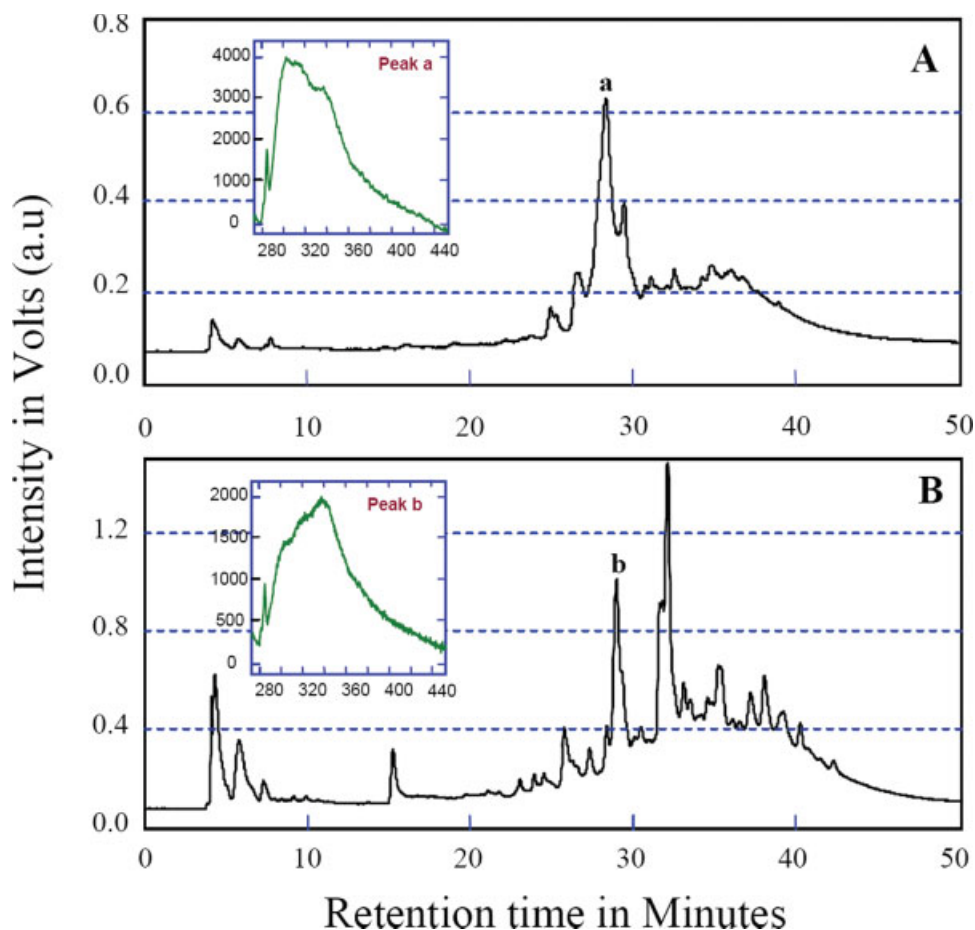 Intensity in Volts (a.u)
0.8
0.6
0.4
0.2
0.0
A
a
Peak a
4000
3000
2000
1000
0
280 320 360 400 440
0 10 20 30 40 50
B
b
1.2
0.8
0.4
0.0
Peak b
2000
1500
1000
500
0
280 320 360 400 440
0 10 20 30 40 50
Retention time in Minutes